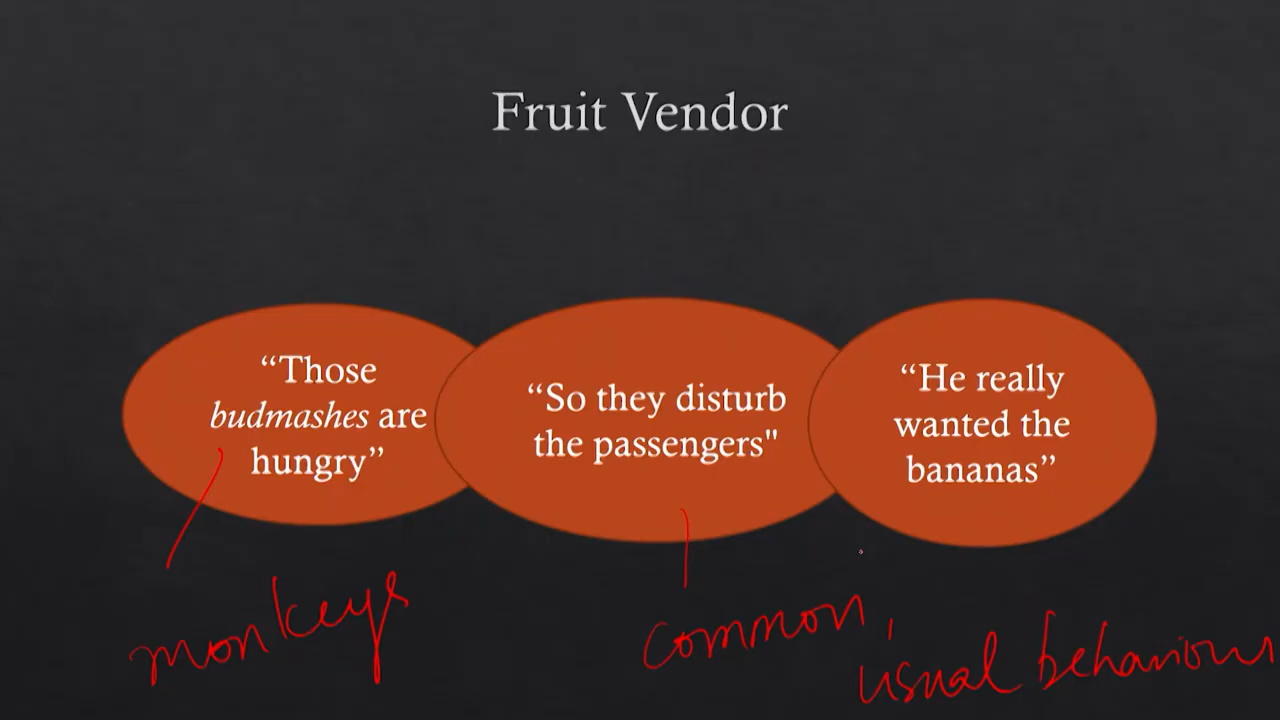 Fruit Vendor
“Those
budmashes are
hungry”
“So they disturb
the passengers"
“He really
wanted the
bananas”
monkeys
common,
usual behaviour